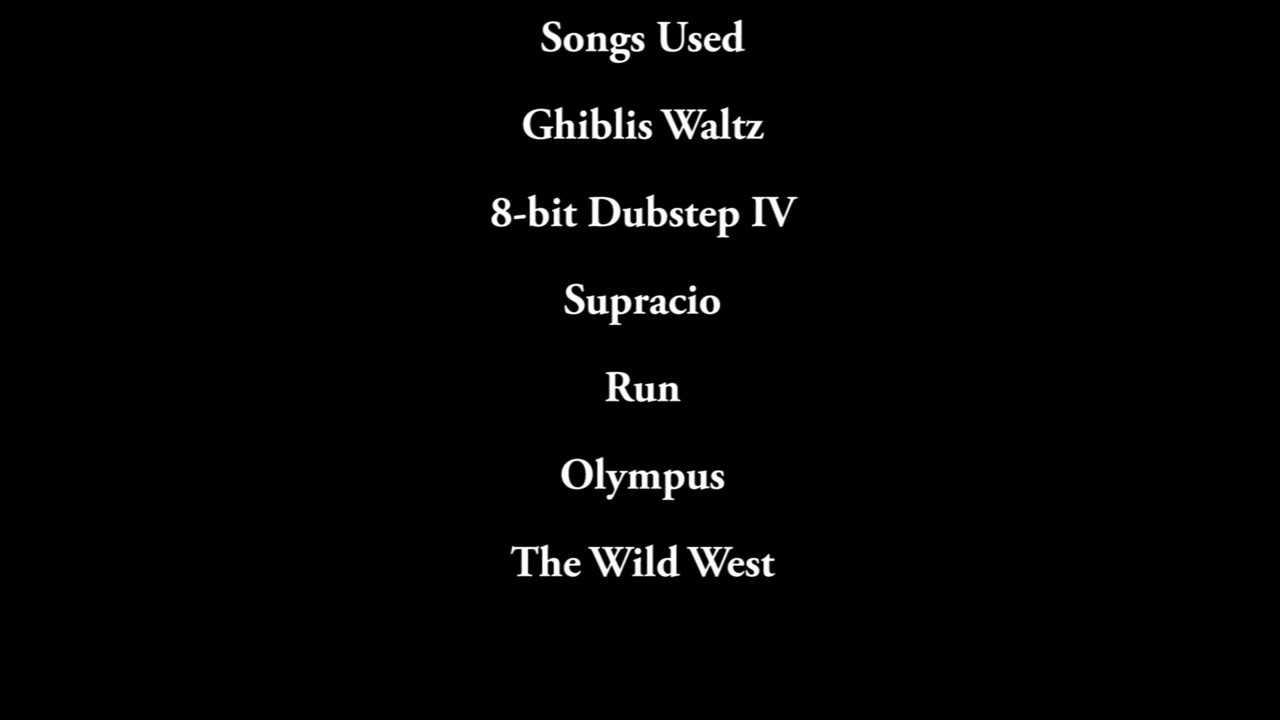 Songs Used
Ghiblis Waltz
8-bit Dubstep IV
Supracio
Run
Olympus
The Wild West